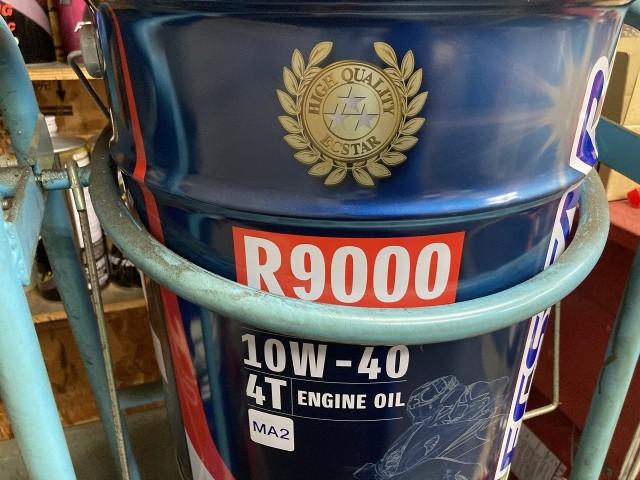 HIGH QUALITY
ECSTAR
R9000
10W-40
4T ENGINE OIL
MA2